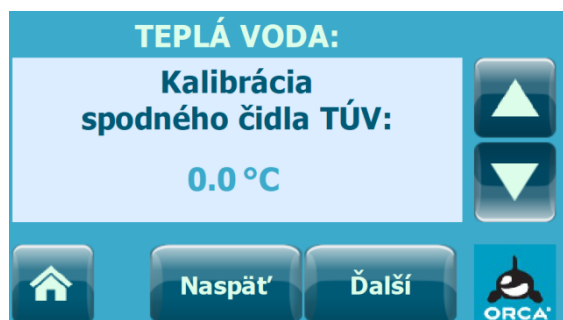 TEPLÁ VODA:
Kalibrácia
spodného čidla TÚV:
0.0 °C
Naspäť
Ďalší
ORCA